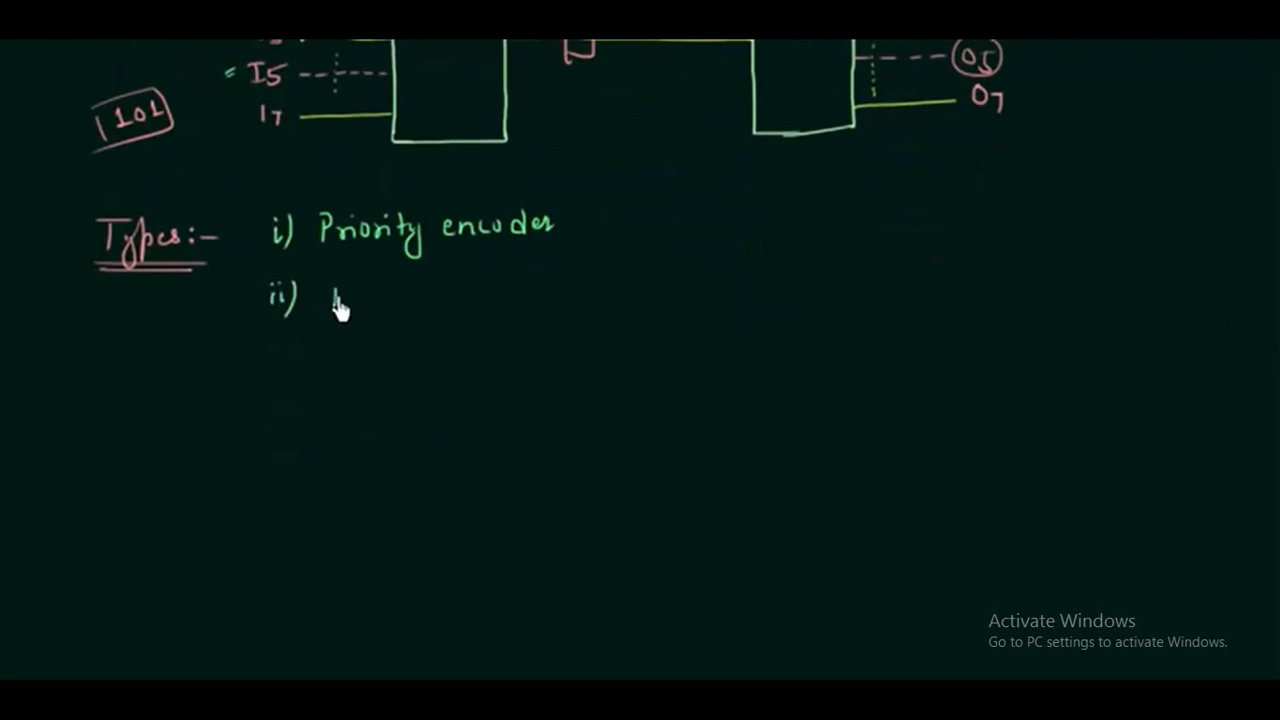 I5
O5
I7
O7
101
Types:- i) Priority encoder
ii)
Activate Windows
Go to PC settings to activate Windows.